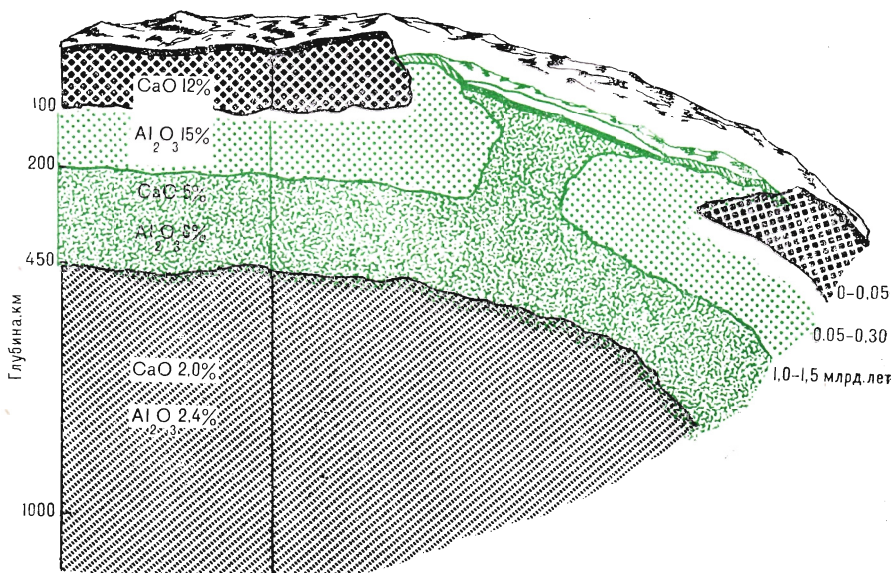 CaO 12%
100
Al₂O₃ 15%
200
CaO 6%
Al₂O₃ 8%
450
0–0.05
0.05–0.30
1,0–1,5 млрд. лет
Глубина, км
CaO 2.0%
Al₂O₃ 2.4%
1000